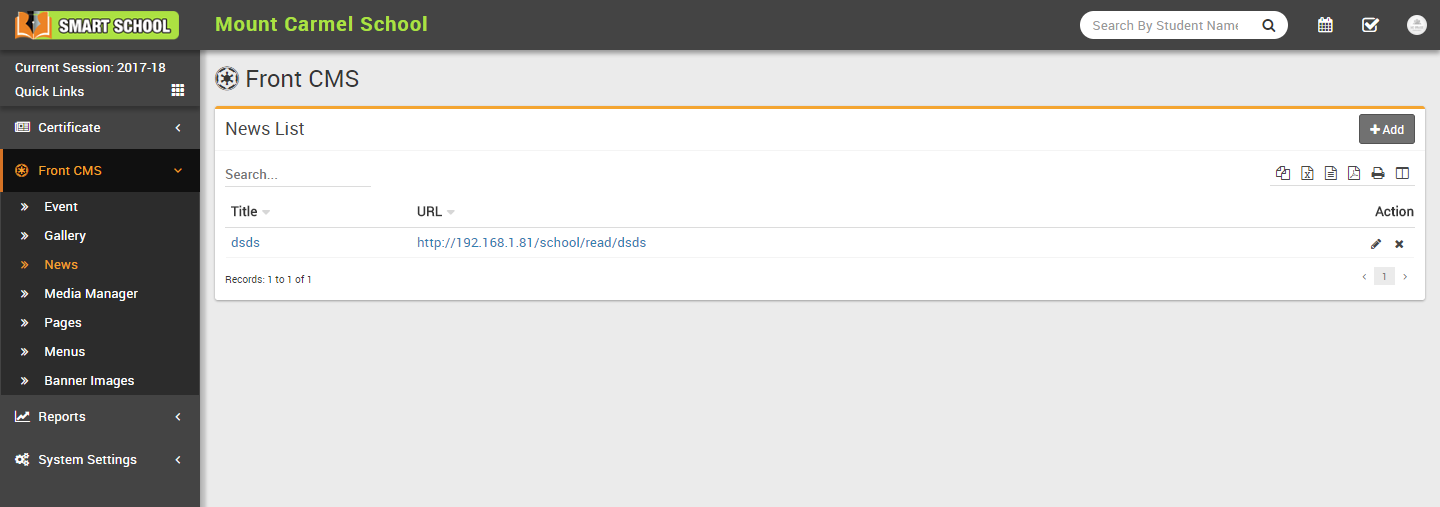 SMART SCHOOL
Mount Carmel School
Search By Student Name
Current Session: 2017-18
Quick Links
Certificate
Front CMS
Event
Gallery
News
Media Manager
Pages
Menus
Banner Images
Reports
System Settings
Front CMS
News List
Add
Search...
Title URL Action
dsds http://192.168.1.81/school/read/dsds
Records: 1 to 1 of 1
1